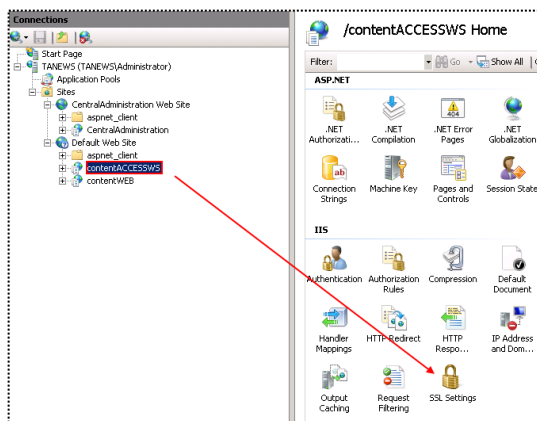 Connections
Start Page
TANEWS (TANEWS\Administrator)
Application Pools
Sites
CentralAdministration Web Site
aspnet_client
CentralAdministration
Default Web Site
aspnet_client
contentACCESSWS
contentWEB
/contentACCESSWS Home
Filter: Go Show All
ASP.NET
.NET Authorizati...
.NET Compilation
.NET Error Pages
.NET Globalization
Connection Strings
Machine Key
Pages and Controls
Session State
IIS
Authentication
Authorization Rules
Compression
Default Document
Handler Mappings
HTTP Redirect
HTTP Respo...
IP Address and Dom...
Output Caching
Request Filtering
SSL Settings